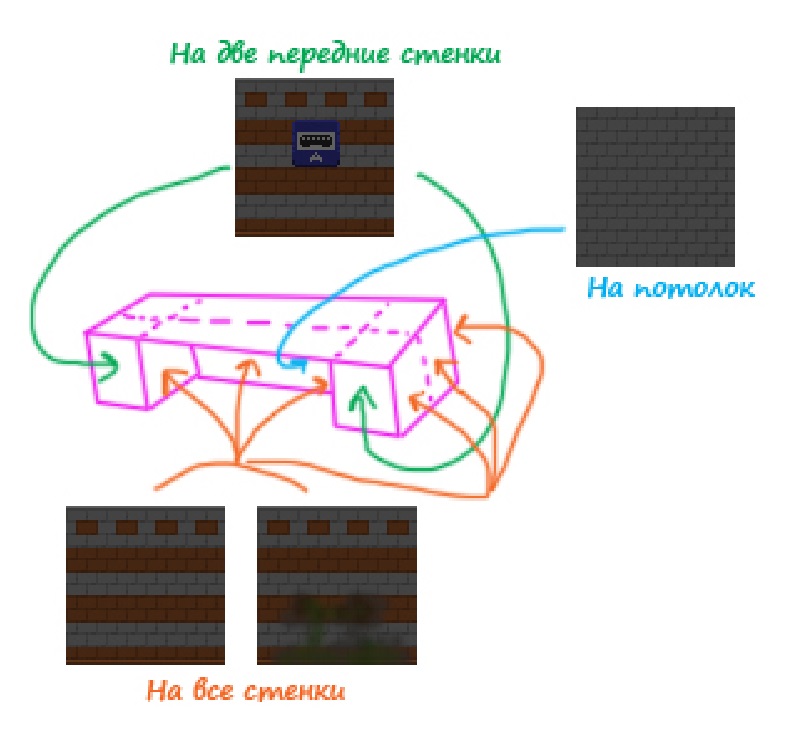 На две передние стенки
На потолок
На все стенки